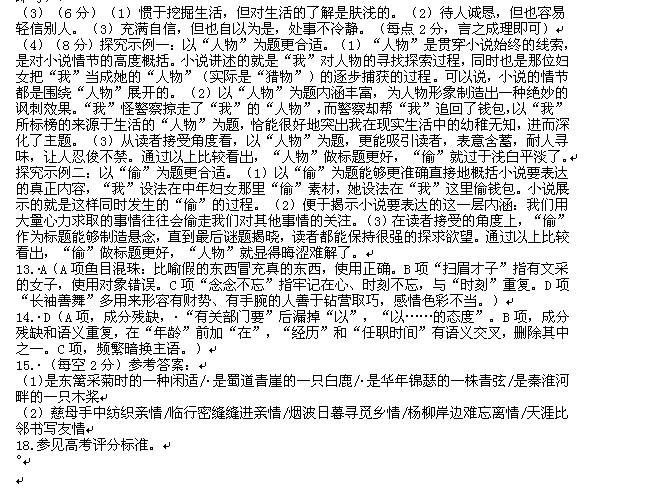 (3)（6分）(1) 惯于挖掘生活，但对生活的了解是肤浅的。(2) 待人诚恳，但也容易
轻信别人。(3) 充满自信，但也自以为是，处事不冷静。（每点2分，言之成理即可）
(4)（8分）探究示例一：以“人物”为题更合适。(1)“人物”是贯穿小说始终的线索，
是对小说情节的高度概括。小说讲述的就是“我”对人物的寻找探索过程，同时也是那位妇
女把“我”当成她的“人物”（实际是“猎物”）的逐步捕获的过程。可以说，小说的情节
都是围绕“人物”展开的。(2) 以“人物”为题内涵丰富，为人物形象制造出一种绝妙的
讽刺效果。“我”怪警察掠走了“我”的“人物”，而警察却帮“我”追回了钱包，以“我”
所标榜的来源于生活的“人物”为题，恰能很好地突出我在现实生活中的幼稚无知，进而深
化了主题。(3) 从读者接受角度看，以“人物”为题，更能吸引读者，表意含蓄，耐人寻
味，让人忍俊不禁。通过以上比较看出，“人物”做标题更好，“偷”就过于浅白平淡了。
探究示例二：以“偷”为题更合适。(1) 以“偷”为题能够更准确直接地概括小说要表达
的真正内容，“我”设法在中年妇女那里“偷”素材，她设法在“我”这里偷钱包。小说展
示的就是这样同时发生的“偷”的过程。(2) 便于揭示小说要表达的这一层内涵：我们用
大量心力求取的事情往往会偷走我们对其他事情的关注。(3)在读者接受的角度上，“偷”
作为标题能够制造悬念，直到最后谜题揭晓，读者都能保持很强的探求欲望。通过以上比较
看出，“偷”做标题更好，“人物”就显得晦涩难解了。
13. A（A项鱼目混珠：比喻假的东西冒充真的东西，使用正确。B项“扫眉才子”指有文采
的女子，使用对象错误。C项“念念不忘”指牢记在心、时刻不忘，与“时刻”重复。D项
“长袖善舞”多用来形容有财势、有手腕的人善于钻营取巧，感情色彩不当。）
14. D（A项，成分残缺，“有关部门要”后漏掉“以”，“以……的态度”。B项，成分
残缺和语义重复，在“年龄”前加“在”，“经历”和“任职时间”有语义交叉，删除其中
之一。C项，频繁暗换主语。）
15. （每空2分）参考答案：
(1)是东篱采菊时的一种闲适/是蜀道青崖的一只白鹿/是华年锦瑟的一株青弦/是秦淮河
畔的一只木桨
(2) 慈母手中纺织亲情/临行密缝缝进亲情/烟波日暮寻觅乡情/杨柳岸边难忘离情/天涯比
邻书写友情
18.参见高考评分标准。